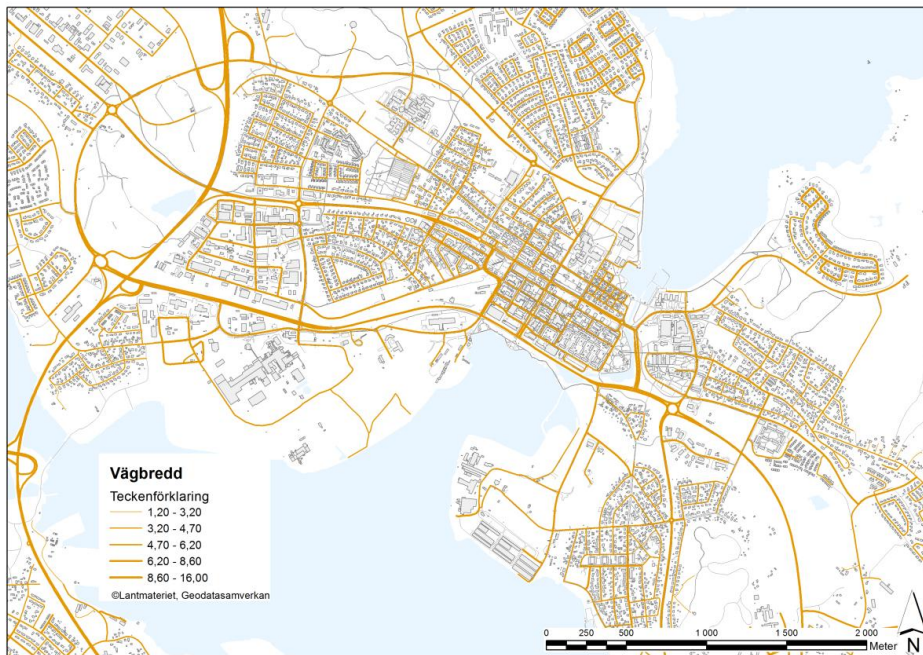 Vägbredd
Teckenförklaring
1,20 - 3,20
3,20 - 4,70
4,70 - 6,20
6,20 - 8,60
8,60 - 16,00
©Lantmateriet, Geodatasamverkan
0 250 500 1 000 1 500 2 000
Meter
N